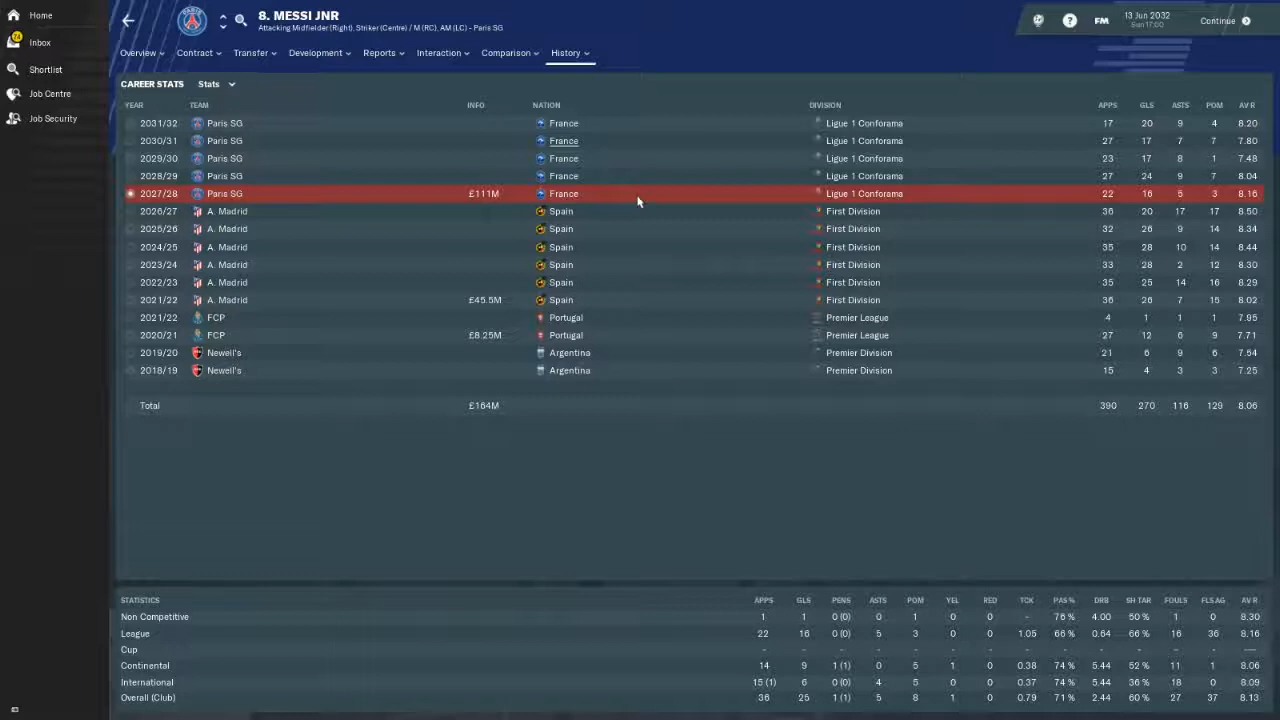 Home
Inbox
74
Shortlist
Job Centre
Job Security
8. MESSI JNR
Attacking Midfielder (Right), Striker (Centre) / M (RC), AM (LC) - Paris SG
FM
13 Jun 2032
Sun 17:00
Continue
Overview Contract Transfer Development Reports Interaction Comparison History
CAREER STATS Stats
YEAR TEAM INFO NATION DIVISION APPS GLS ASTS POM AV R
2031/32 Paris SG France Ligue 1 Conforama 17 20 9 4 8.20
2030/31 Paris SG France Ligue 1 Conforama 27 17 7 7 7.80
2029/30 Paris SG France Ligue 1 Conforama 23 17 8 1 7.48
2028/29 Paris SG France Ligue 1 Conforama 27 24 9 7 8.04
2027/28 Paris SG £111M France Ligue 1 Conforama 22 16 5 3 8.16
2026/27 A. Madrid Spain First Division 36 20 17 17 8.50
2025/26 A. Madrid Spain First Division 32 26 9 14 8.34
2024/25 A. Madrid Spain First Division 35 28 10 14 8.44
2023/24 A. Madrid Spain First Division 33 28 2 12 8.30
2022/23 A. Madrid Spain First Division 35 25 14 16 8.29
2021/22 A. Madrid £45.5M Spain First Division 36 26 7 15 8.02
2021/22 FCP Portugal Premier League 4 1 1 1 7.95
2020/21 FCP £8.25M Portugal Premier League 27 12 6 9 7.71
2019/20 Newell's Argentina Premier Division 21 6 9 6 7.54
2018/19 Newell's Argentina Premier Division 15 4 3 3 7.25
Total £164M 390 270 116 129 8.06
STATISTICS APPS GLS PENS ASTS POM YEL RED TCK PAS % DRB SH TAR FOULS FLS AG AV R
Non Competitive 1 1 0 (0) 0 1 0 0 - 76 % 4.00 50 % 1 0 8.30
League 22 16 0 (0) 5 3 0 0 1.05 66 % 0.64 66 % 16 36 8.16
Cup - - - - - - - - - - - - - ----
Continental 14 9 1 (1) 0 5 1 0 0.38 74 % 5.44 52 % 11 1 8.06
International 15 (1) 6 0 (0) 4 5 0 0 0.37 74 % 5.44 36 % 18 0 8.09
Overall (Club) 36 25 1 (1) 5 8 1 0 0.79 71 % 2.44 60 % 27 37 8.13